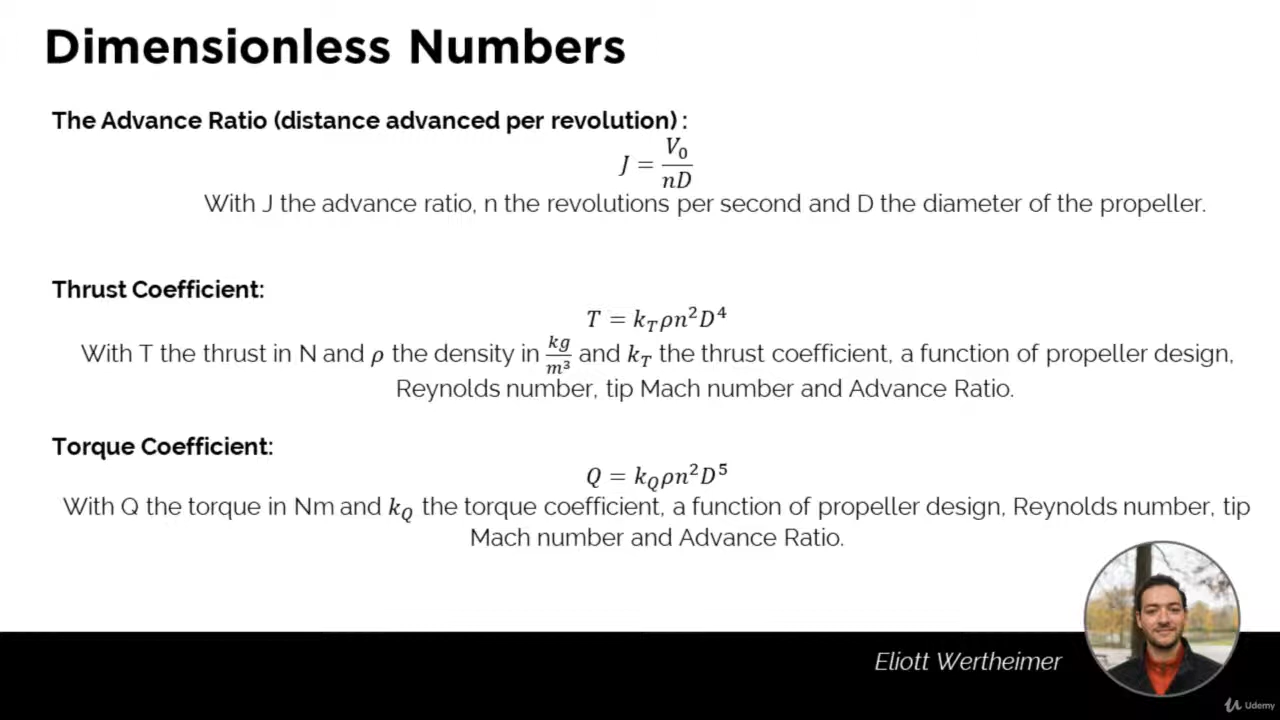 Dimensionless Numbers
The Advance Ratio (distance advanced per revolution) :
J = V₀/nD
With J the advance ratio, n the revolutions per second and D the diameter of the propeller.
Thrust Coefficient:
T = k_Tρn²D⁴
With T the thrust in N and ρ the density in kg/m³ and k_T the thrust coefficient, a function of propeller design,
Reynolds number, tip Mach number and Advance Ratio.
Torque Coefficient:
Q = k_Qρn²D⁵
With Q the torque in Nm and k_Q the torque coefficient, a function of propeller design, Reynolds number, tip
Mach number and Advance Ratio.
Eliott Wertheimer
Udemy